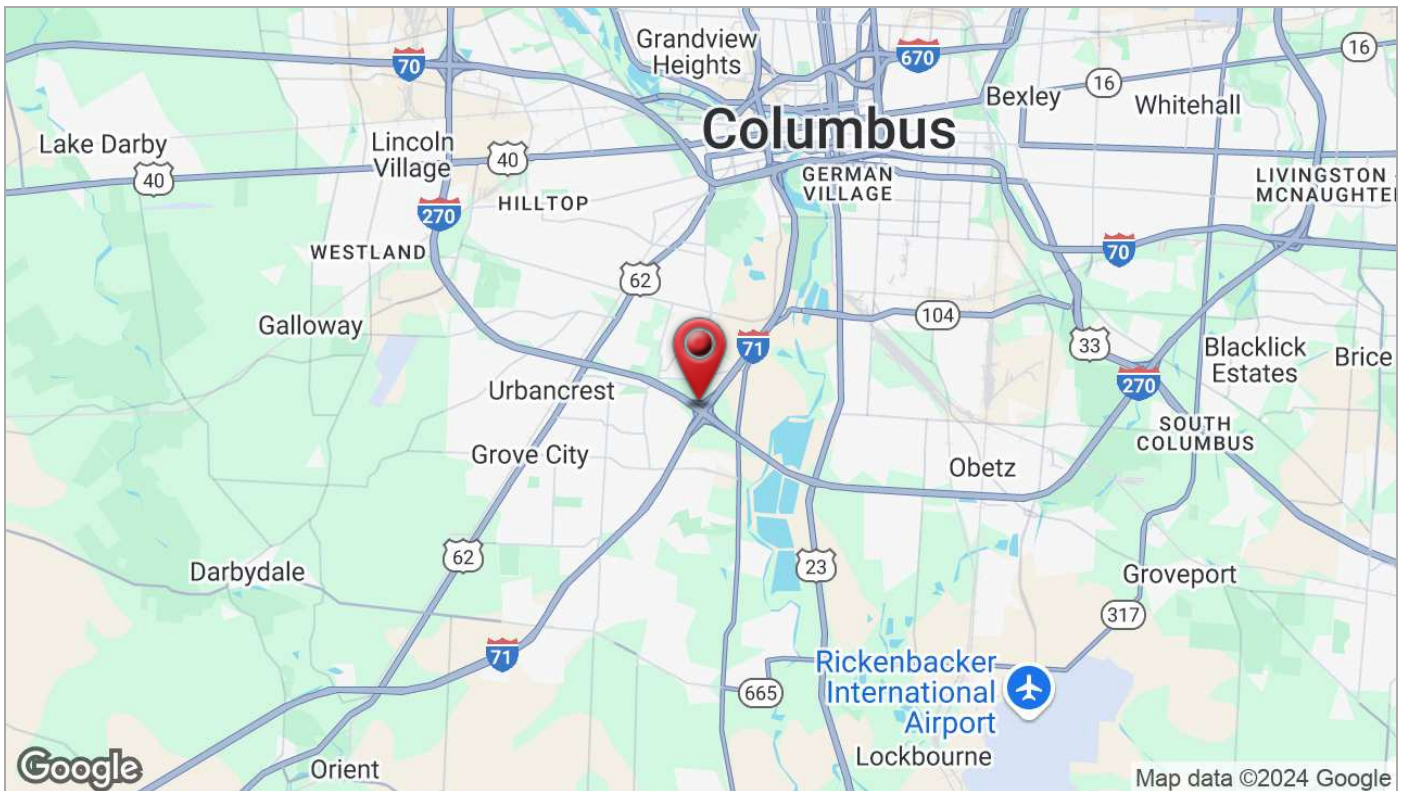 Grandview
Heights
70
670
16
16
Bexley
Whitehall
Columbus
Lake Darby
Lincoln
Village
40
40
GERMAN
VILLAGE
LIVINGSTON -
MCNAUGHTE
HILLTOP
270
WESTLAND
70
62
Galloway
104
71
33
Blacklick
Estates
Brice
270
Urbancrest
SOUTH
COLUMBUS
Grove City
Obetz
62
23
Darbydale
Groveport
317
71
Rickenbacker
International
Airport
665
Lockbourne
Orient
Google
Map data ©2024 Google